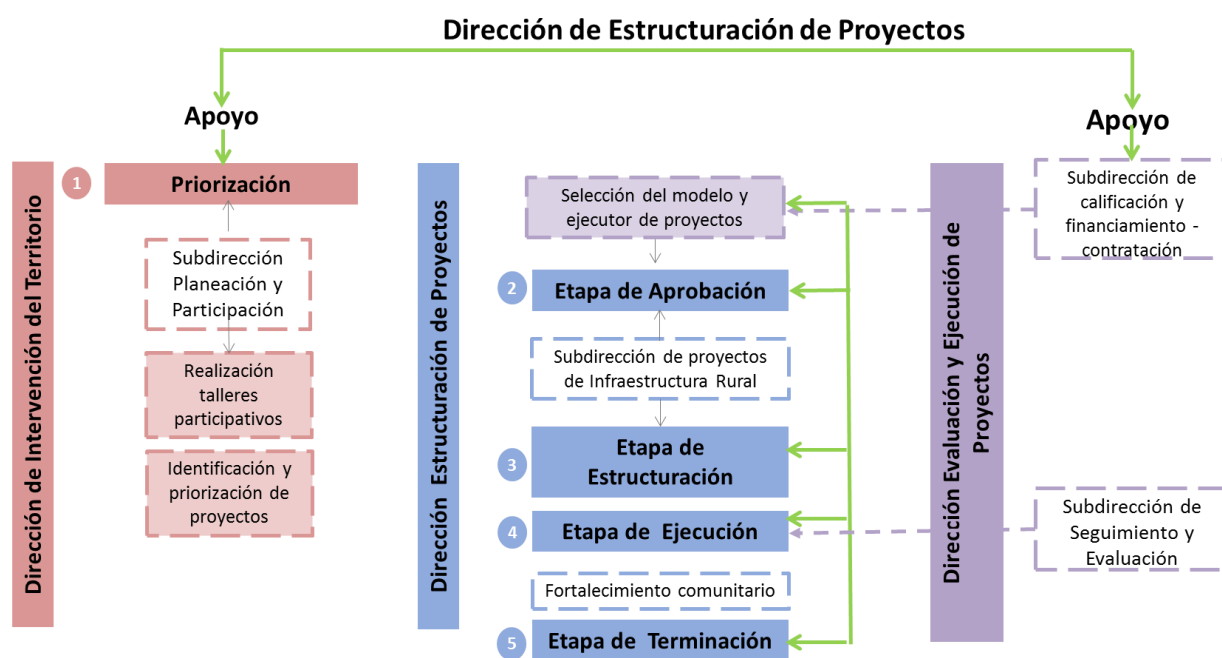 Dirección de Estructuración de Proyectos
Apoyo
Apoyo
Dirección de Intervención del Territorio
1
Priorización
Subdirección
Planeación y
Participación
Realización
talleres
participativos
Identificación y
priorización de
proyectos
Dirección Estructuración de Proyectos
Selección del modelo y
ejecutor de proyectos
2
Etapa de Aprobación
Subdirección de proyectos
de Infraestructura Rural
3
Etapa de
Estructuración
4
Etapa de Ejecución
Fortalecimiento comunitario
5
Etapa de Terminación
Dirección Evaluación y Ejecución de
Proyectos
Subdirección de
calificación y
financiamiento -
contratación
Subdirección de
Seguimiento y
Evaluación